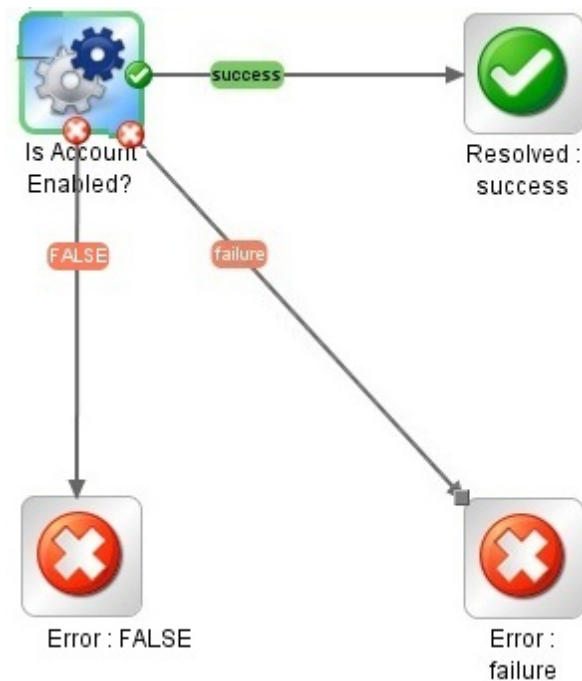 success
Is Account
Enabled?
Resolved :
success
FALSE
failure
Error : FALSE
Error :
failure